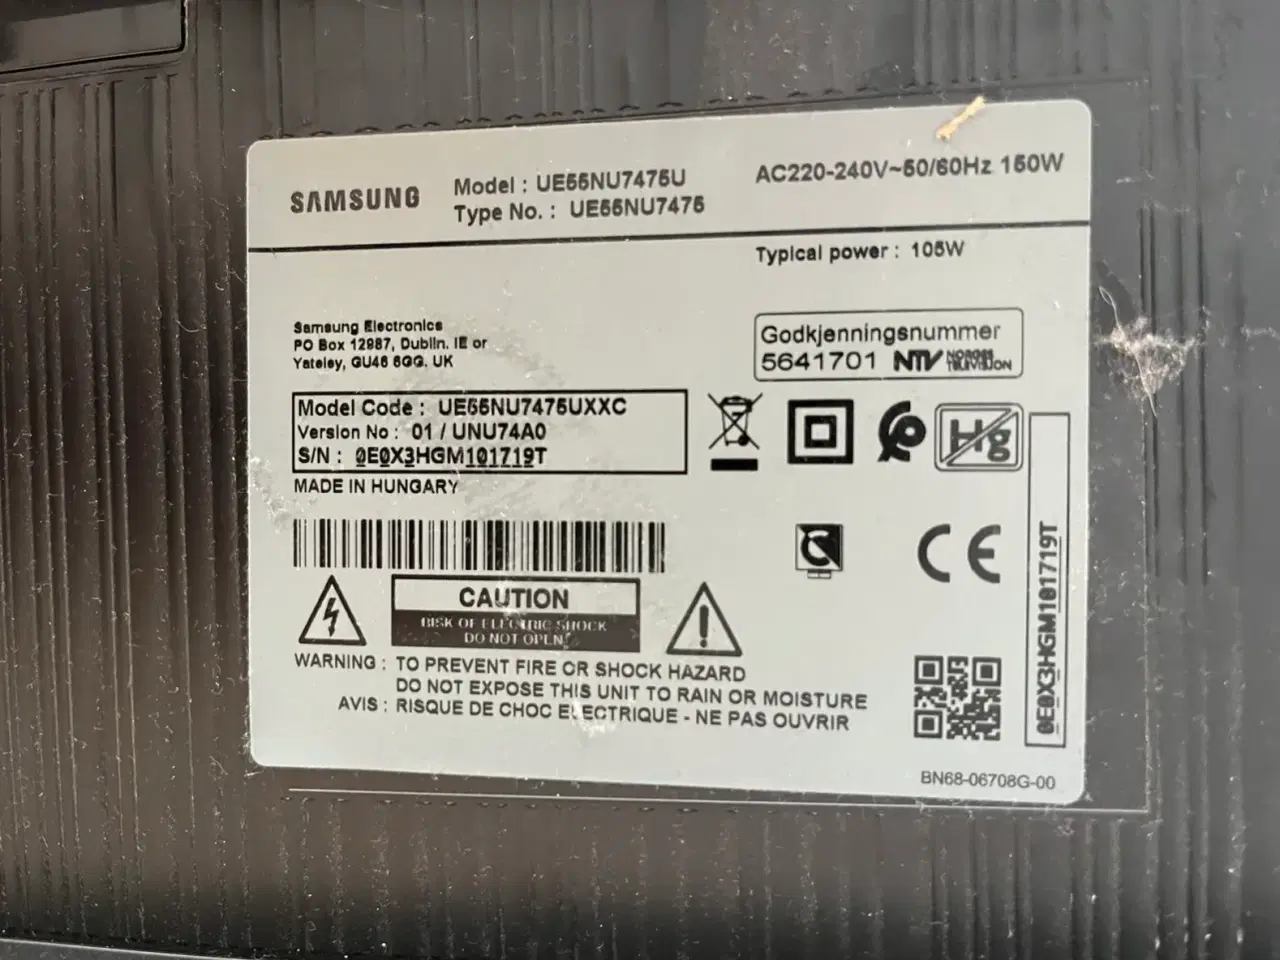 SAMSUNG
Model : UE55NU7475U
Type No. : UE55NU7475
AC220-240V~50/60Hz 150W
Typical power : 105W
Samsung Electronics
PO Box 12987, Dublin. IE or
Yateley, GU46 6GG. UK
Godkjenningsnummer
5641701 NTV NORGES TELEVISJON
Model Code : UE55NU7475UXXC
Version No : 01 / UNU74A0
S/N : 0E0X3HGM101719T
MADE IN HUNGARY
Hg
CE
0E0X3HGM101719T
CAUTION
RISK OF ELECTRIC SHOCK
DO NOT OPEN
WARNING : TO PREVENT FIRE OR SHOCK HAZARD
DO NOT EXPOSE THIS UNIT TO RAIN OR MOISTURE
AVIS : RISQUE DE CHOC ELECTRIQUE - NE PAS OUVRIR
BN68-06708G-00